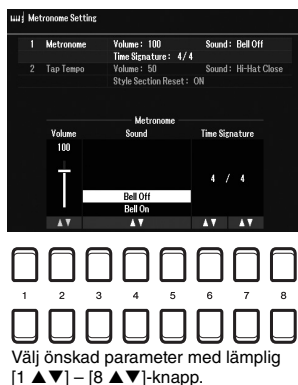 Metronome Setting
1 Metronome Volume: 100 Sound: Bell Off
Time Signature: 4/4
2 Tap Tempo Volume: 50 Sound: Hi-Hat Close
Style Section Reset: ON
Metronome
Volume Sound Time Signature
100
4 / 4
Bell Off
Bell On
▲▼ ▲▼ ▲▼ ▲▼
1 2 3 4 5 6 7 8
Välj önskad parameter med lämplig
[1 ▲▼] – [8 ▲▼]-knapp.